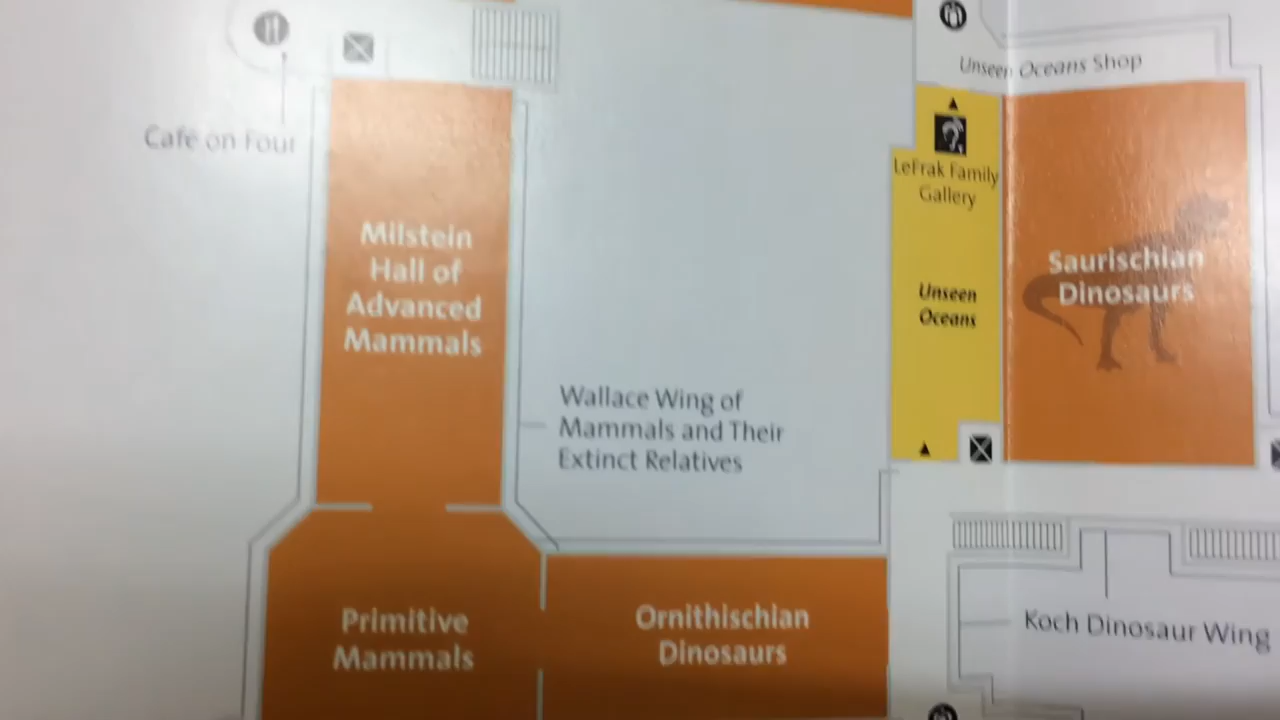 Unseen Oceans Shop
Café on Four
LeFrak Family
Gallery
Milstein
Hall of
Advanced
Mammals
Saurischian
Dinosaurs
Unseen
Oceans
Wallace Wing of
Mammals and Their
Extinct Relatives
Primitive
Mammals
Ornithischian
Dinosaurs
Koch Dinosaur Wing